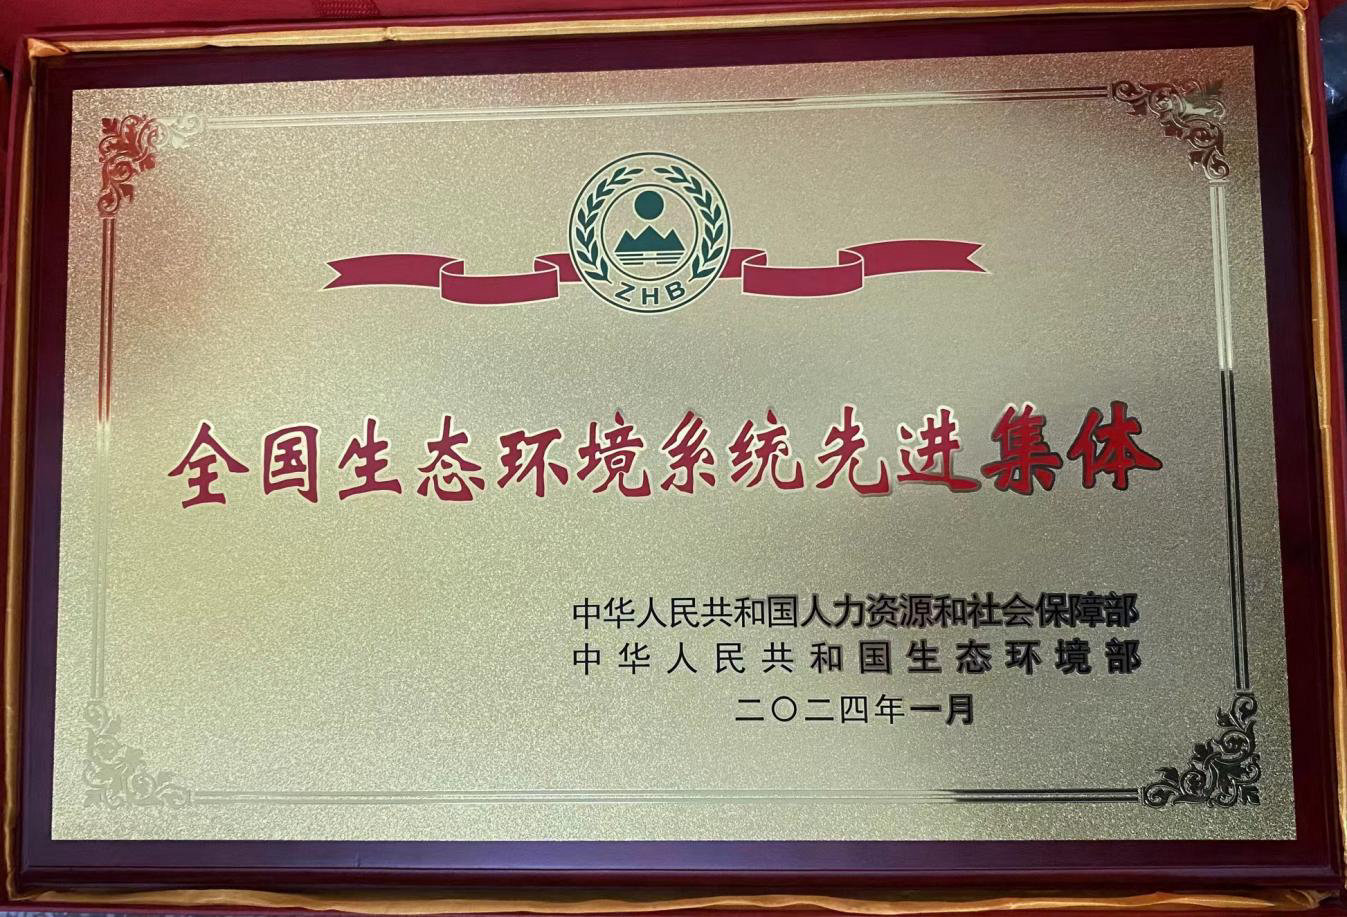 ZHB
全国生态环境系统先进集体
中华人民共和国人力资源和社会保障部
中华人民共和国生态环境部
二〇二四年一月